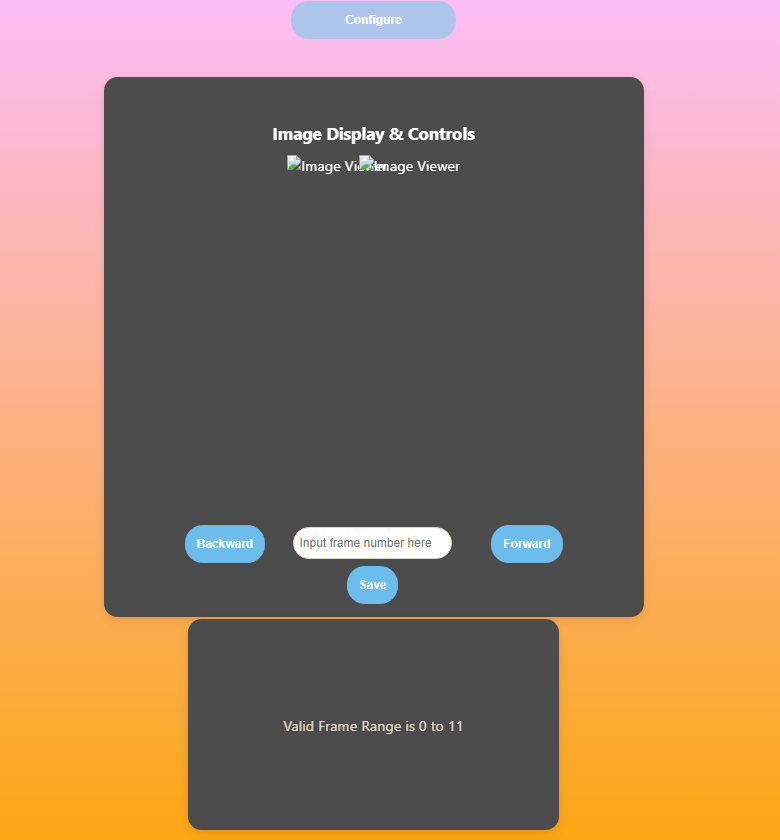 Configure
Image Display & Controls
Image Viewer
Image Viewer
Backward
Input frame number here
Forward
Save
Valid Frame Range is 0 to 11